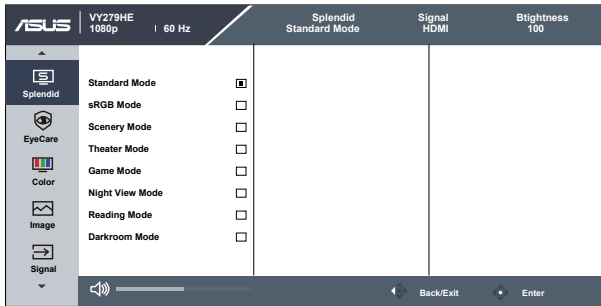 ASUS
VY279HE
1080p | 60 Hz
Splendid
Standard Mode
Signal
HDMI
Btightness
100
Splendid
EyeCare
Color
Image
Signal
Standard Mode
sRGB Mode
Scenery Mode
Theater Mode
Game Mode
Night View Mode
Reading Mode
Darkroom Mode
Back/Exit
Enter